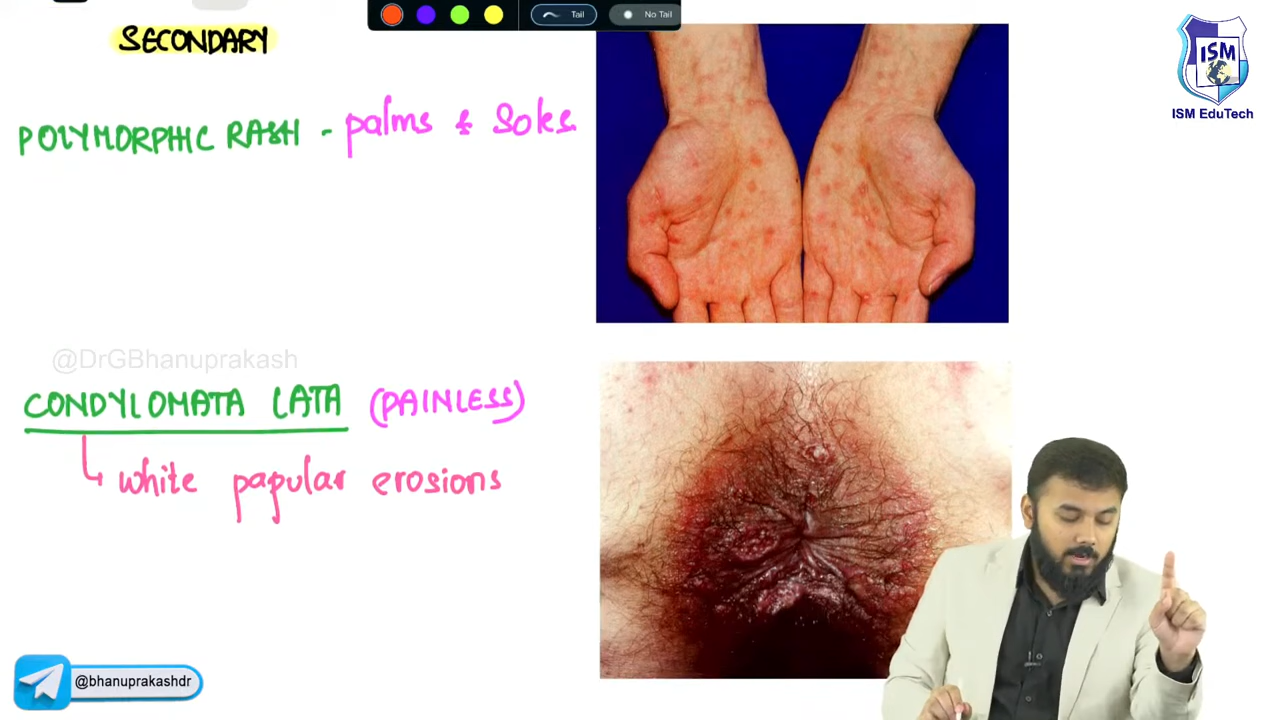 Tail
No Tail
SECONDARY
ISM
ISM EduTech
POLYMORPHIC RASH - palms & Soles
@DrGBhanuprakash
CONDYLOMATA LATA (PAINLESS)
white papular erosions
@bhanuprakashdr